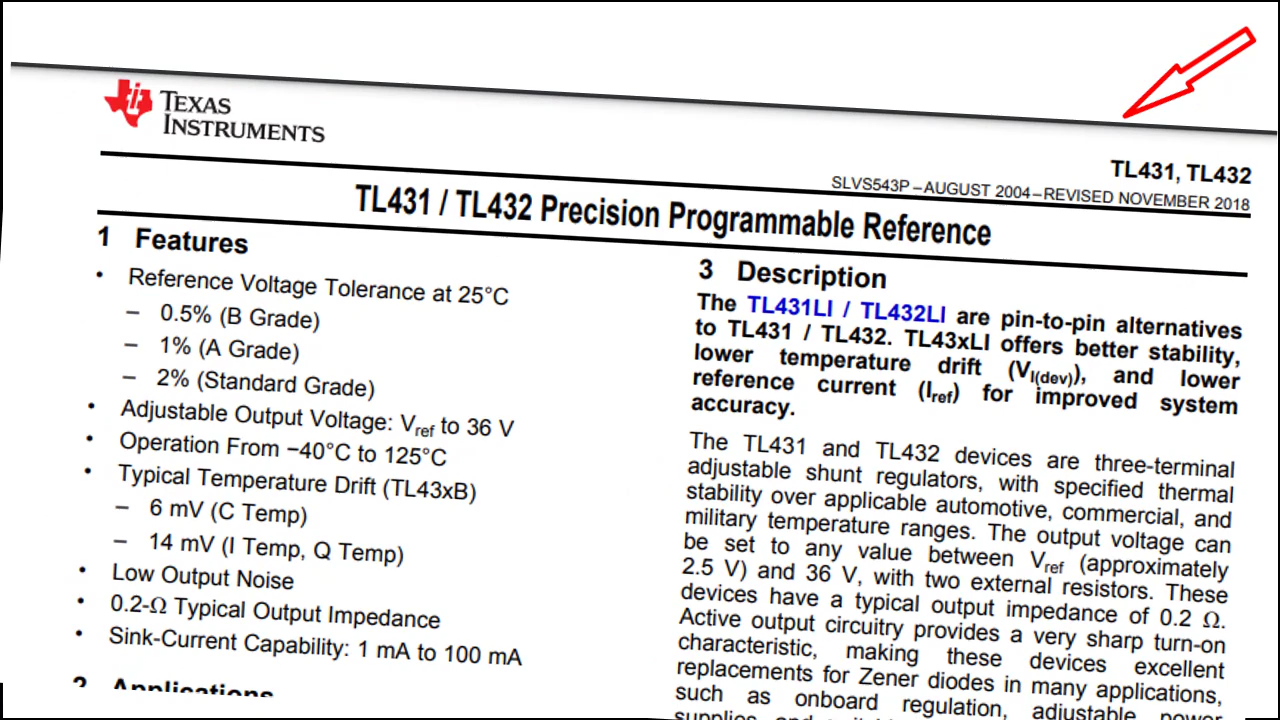 TEXAS
INSTRUMENTS
TL431, TL432
SLVS543P – AUGUST 2004 – REVISED NOVEMBER 2018
TL431 / TL432 Precision Programmable Reference
1 Features
• Reference Voltage Tolerance at 25°C
– 0.5% (B Grade)
– 1% (A Grade)
– 2% (Standard Grade)
• Adjustable Output Voltage: Vref to 36 V
• Operation From −40°C to 125°C
• Typical Temperature Drift (TL43xB)
– 6 mV (C Temp)
– 14 mV (I Temp, Q Temp)
• Low Output Noise
• 0.2-Ω Typical Output Impedance
• Sink-Current Capability: 1 mA to 100 mA
2 Applications
3 Description
The TL431LI / TL432LI are pin-to-pin alternatives
to TL431 / TL432. TL43xLI offers better stability,
lower temperature drift (VI(dev)), and lower
reference current (Iref) for improved system
accuracy.
The TL431 and TL432 devices are three-terminal
adjustable shunt regulators, with specified thermal
stability over applicable automotive, commercial, and
military temperature ranges. The output voltage can
be set to any value between Vref (approximately
2.5 V) and 36 V, with two external resistors. These
devices have a typical output impedance of 0.2 Ω.
Active output circuitry provides a very sharp turn-on
characteristic, making these devices excellent
replacements for Zener diodes in many applications,
such as onboard regulation, adjustable power
supplies, and